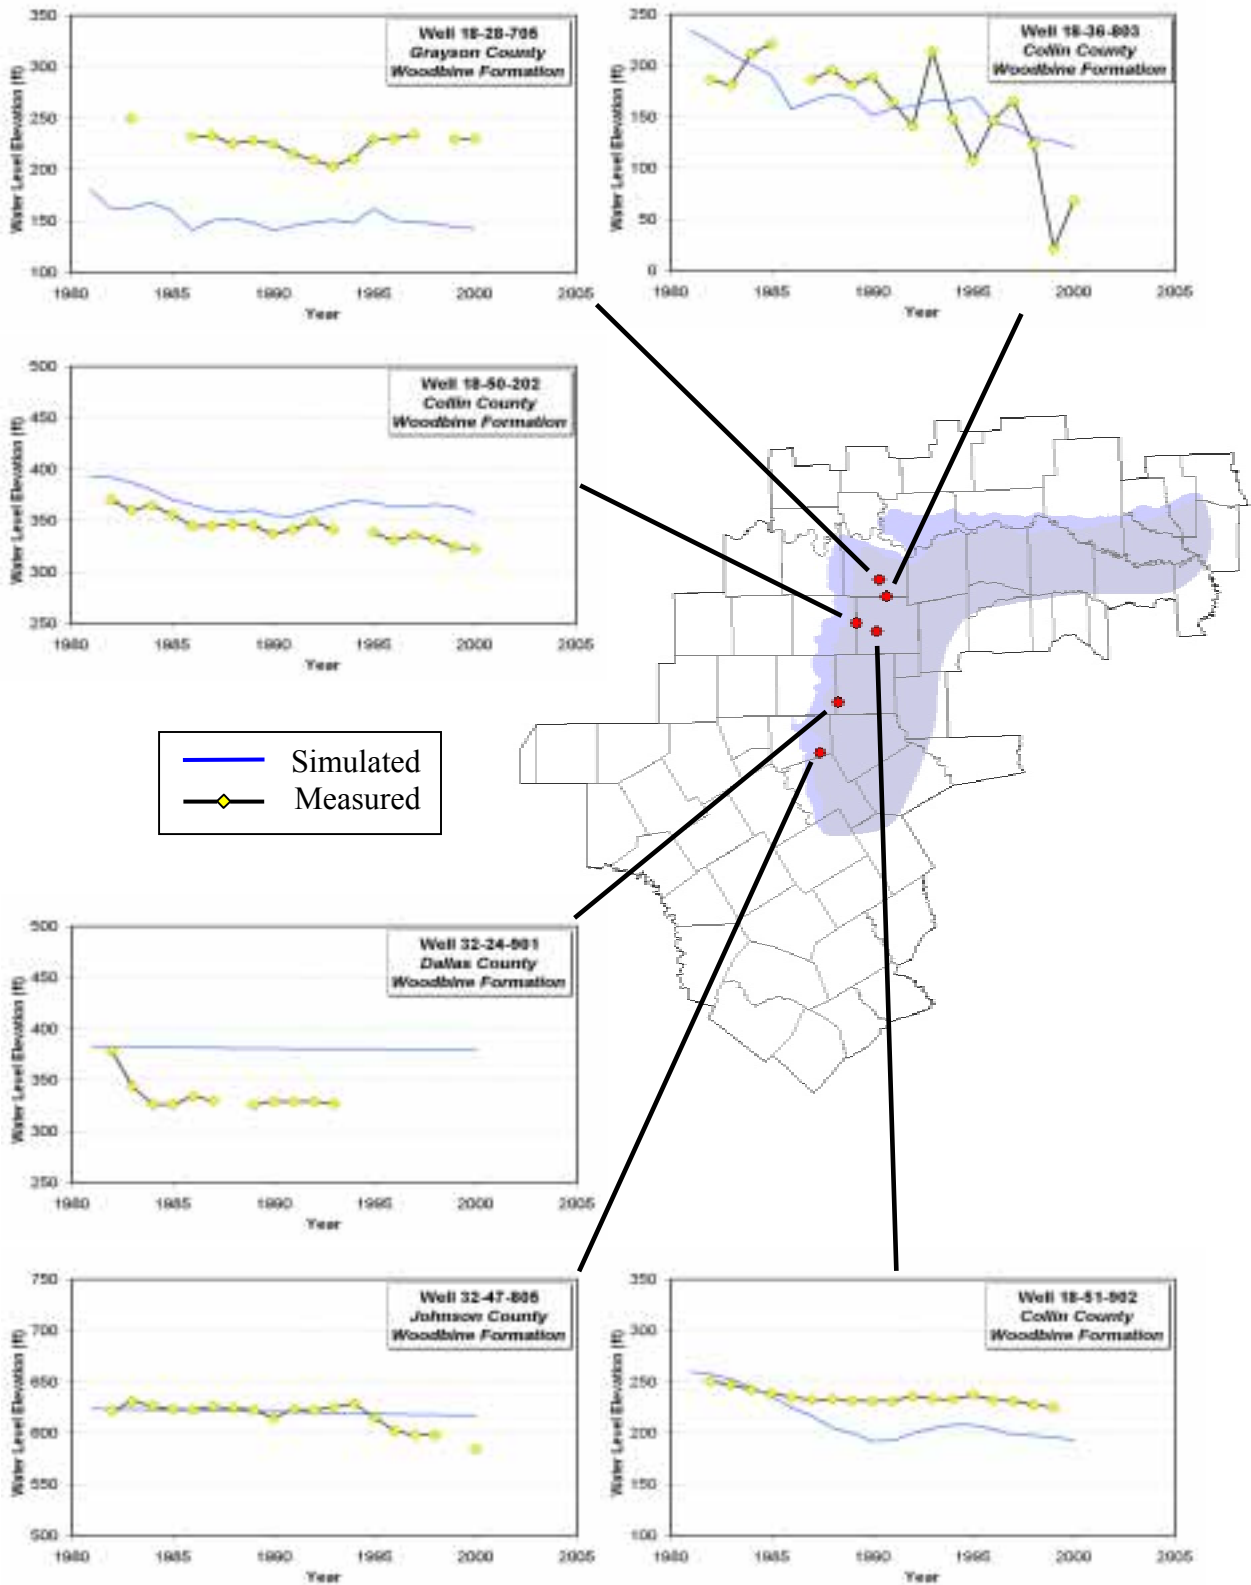 350
300
250
200
150
100
Water Level Elevation (ft)
Well 18-28-705
Grayson County
Woodbine Formation
1980 1985 1990 1995 2000 2005
Year
250
200
150
100
50
0
Water Level Elevation (ft)
Well 18-36-803
Collin County
Woodbine Formation
1980 1985 1990 1995 2000 2005
Year
500
450
400
350
300
250
Water Level Elevation (ft)
Well 18-50-202
Collin County
Woodbine Formation
1980 1985 1990 1995 2000 2005
Year
Simulated
Measured
500
450
400
350
300
250
Water Level Elevation (ft)
Well 32-24-901
Dallas County
Woodbine Formation
1980 1985 1990 1995 2000 2005
Year
750
700
650
600
550
500
Water Level Elevation (ft)
Well 32-47-805
Johnson County
Woodbine Formation
1980 1985 1990 1995 2000 2005
Year
350
300
250
200
150
100
Water Level Elevation (ft)
Well 18-51-902
Collin County
Woodbine Formation
1980 1985 1990 1995 2000 2005
Year